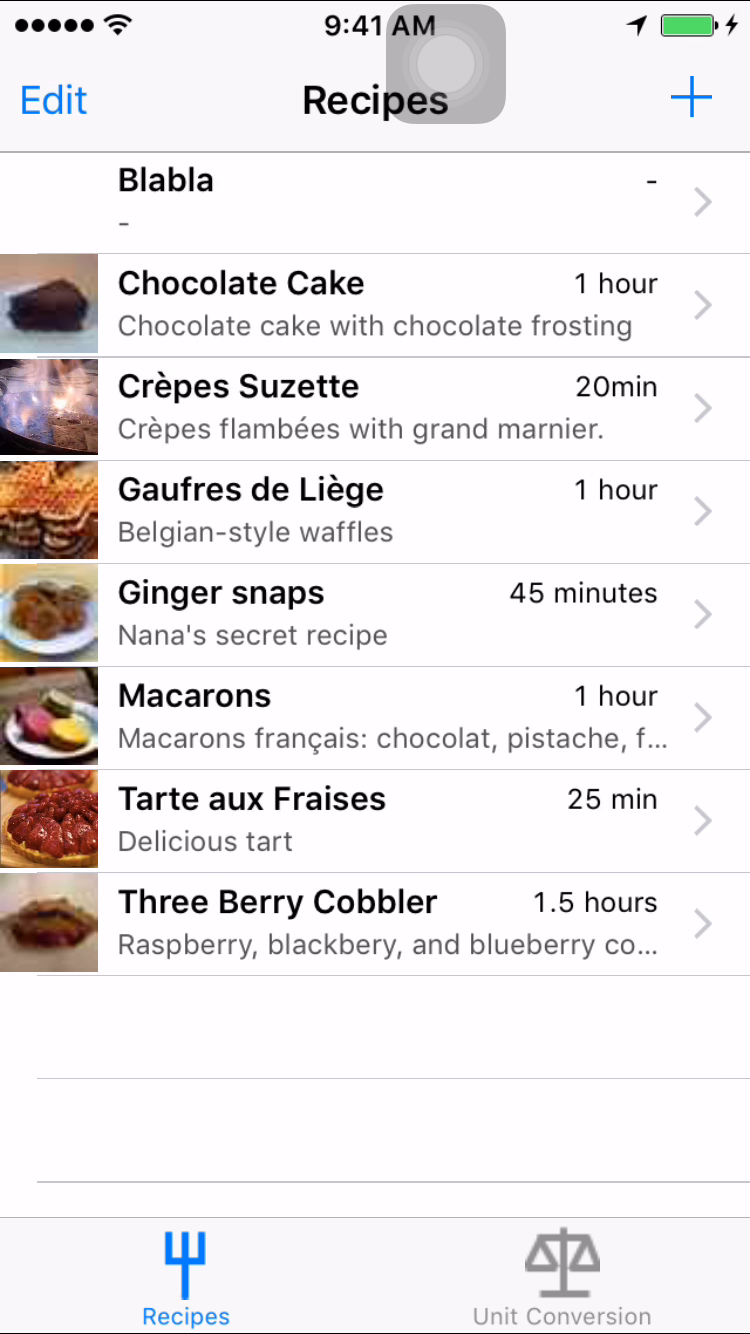 9:41 AM
Edit
Recipes
Blabla
-
-
Chocolate Cake
1 hour
Chocolate cake with chocolate frosting
Crèpes Suzette
20min
Crèpes flambées with grand marnier.
Gaufres de Liège
1 hour
Belgian-style waffles
Ginger snaps
45 minutes
Nana's secret recipe
Macarons
1 hour
Macarons français: chocolat, pistache, f...
Tarte aux Fraises
25 min
Delicious tart
Three Berry Cobbler
1.5 hours
Raspberry, blackbery, and blueberry co...
Recipes
Unit Conversion